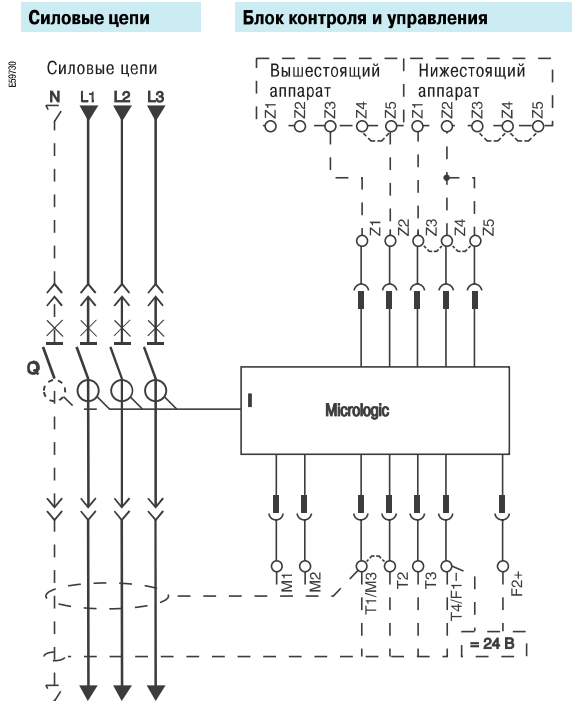 Силовые цепи
Блок контроля и управления
E59730
Силовые цепи
N L1 L2 L3
Вышестоящий аппарат
Нижестоящий аппарат
Z1 Z2 Z3 Z4 Z5 Z1 Z2 Z3 Z4 Z5
Z1 Z2 Z3 Z4 Z5
Q
I
Micrologic
M1 M2 T1/M3 T2 T3 T4/F1– F2+
= 24 В